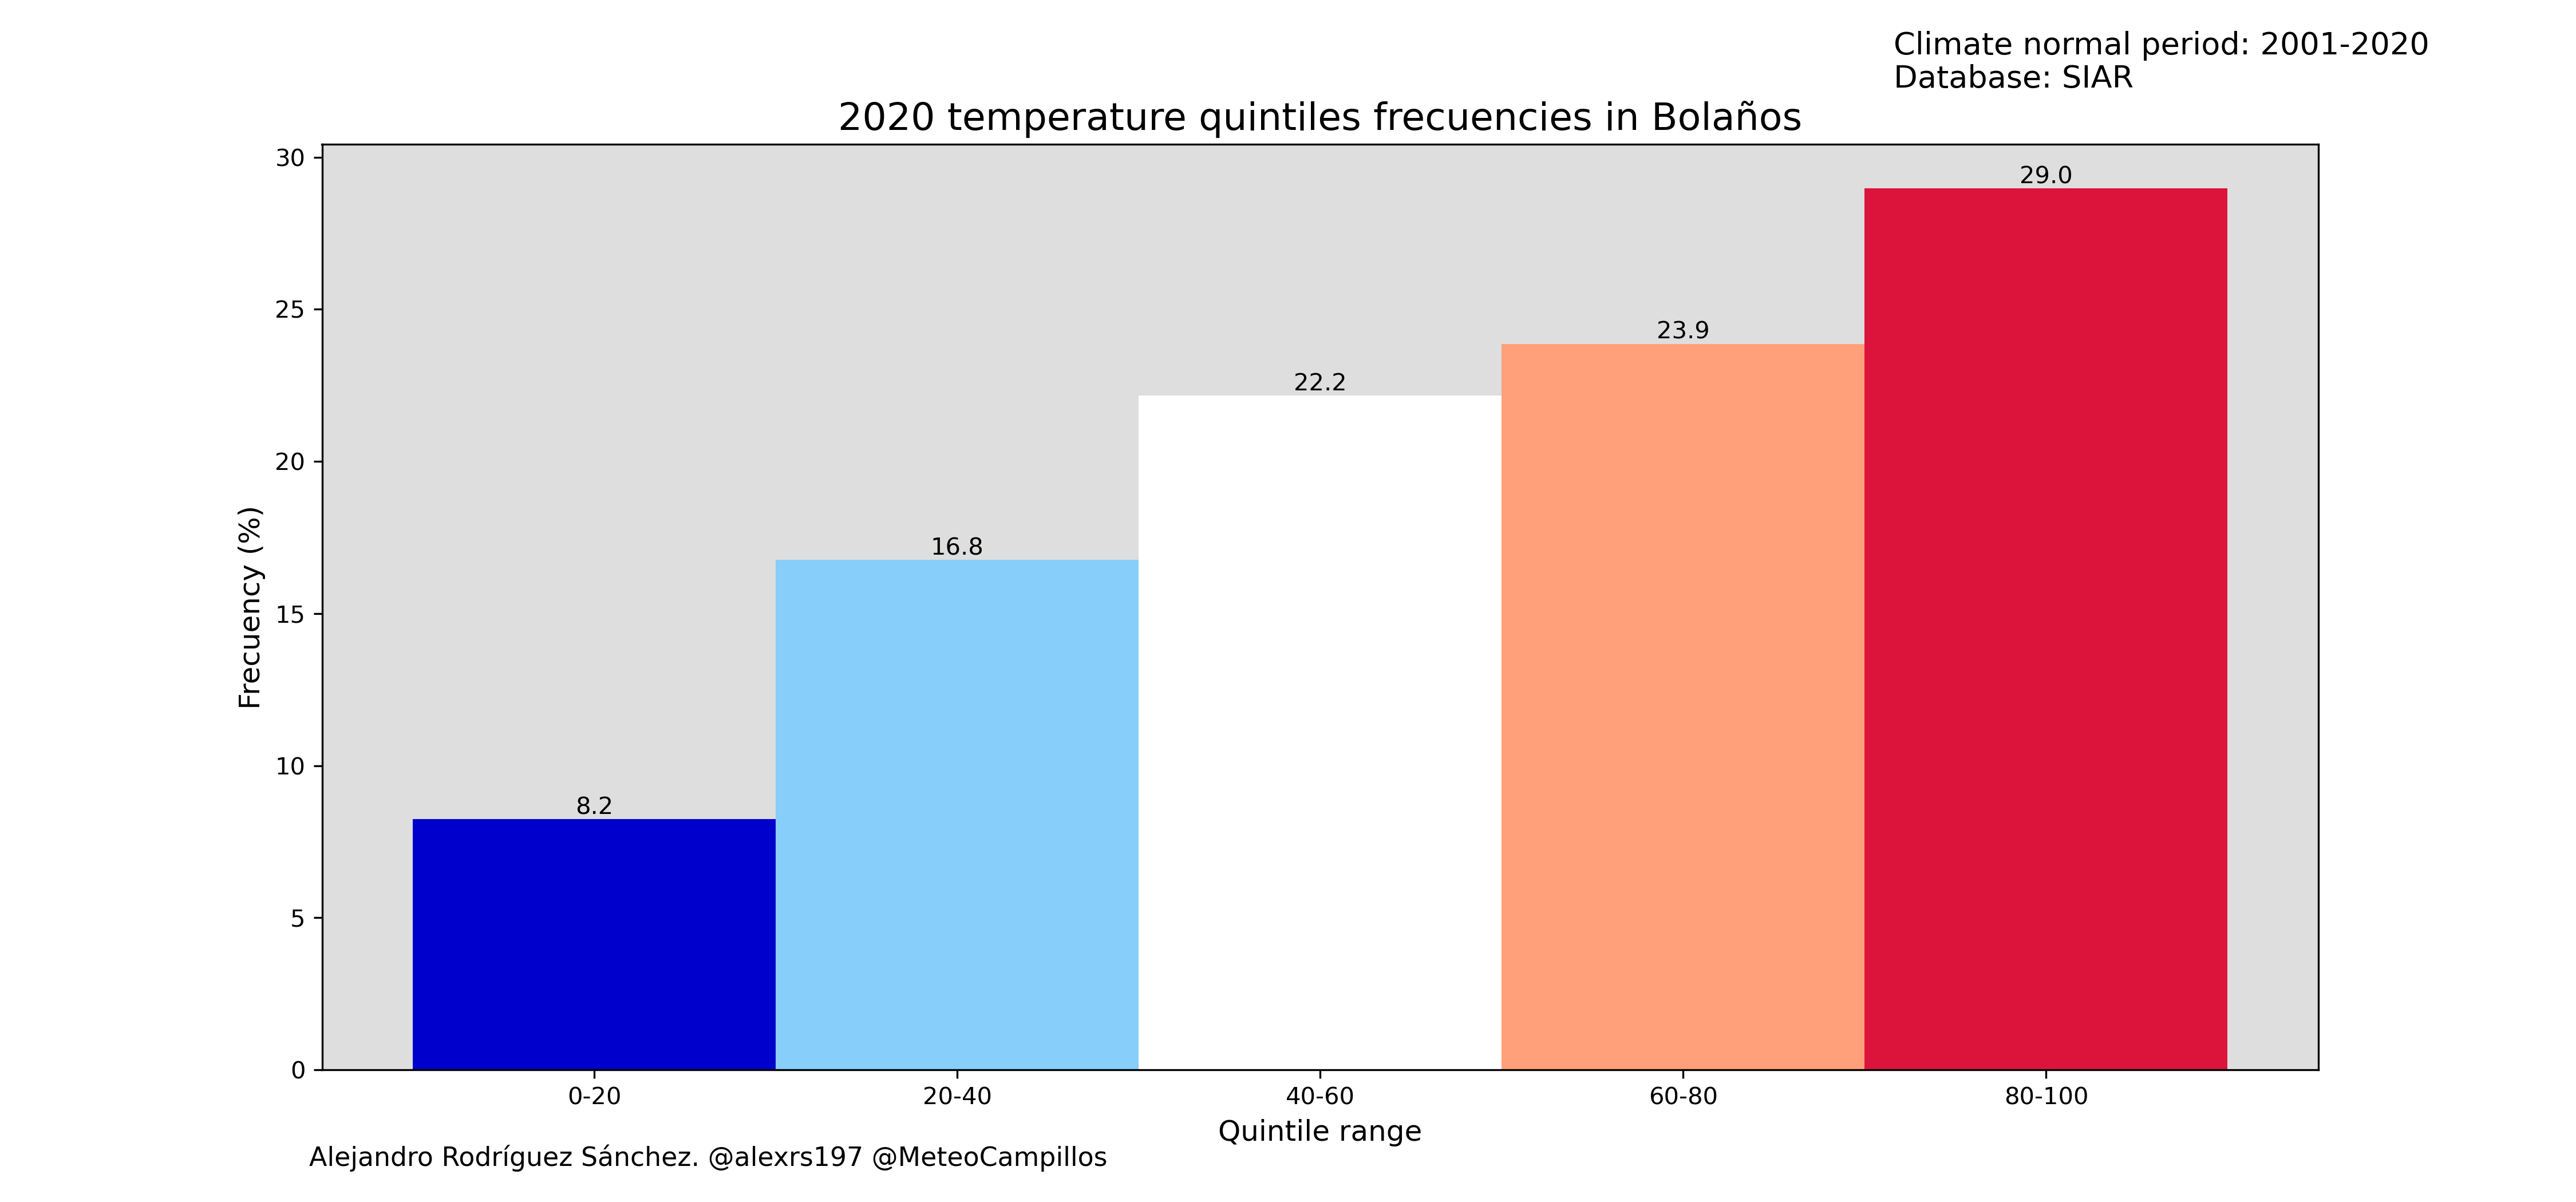 Climate normal period: 2001-2020
Database: SIAR
2020 temperature quintiles frecuencies in Bolaños
30
25
20
15
10
5
0
Frecuency (%)
8.2
16.8
22.2
23.9
29.0
0-20
20-40
40-60
60-80
80-100
Quintile range
Alejandro Rodríguez Sánchez. @alexrs197 @MeteoCampillos